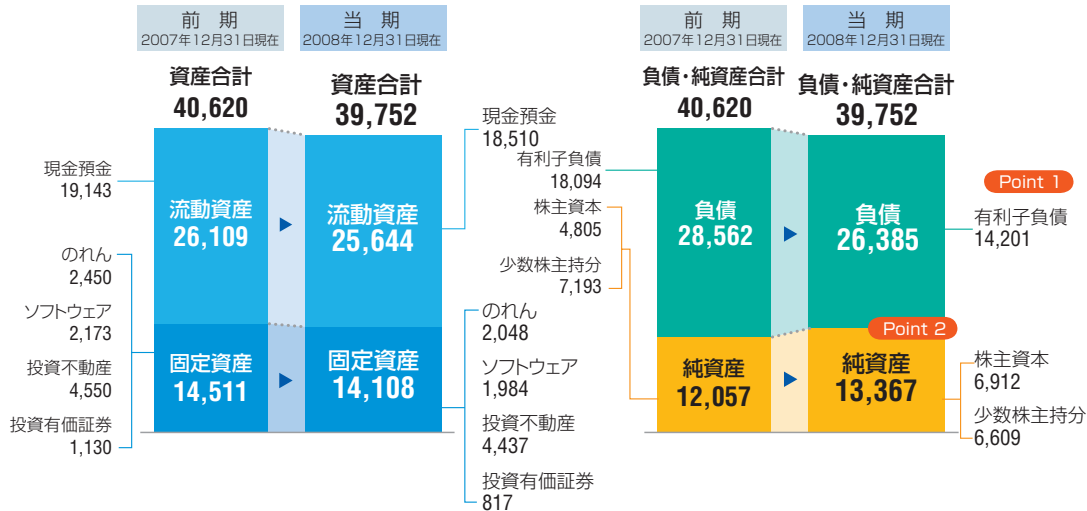 前 期
2007年12月31日現在
当 期
2008年12月31日現在
資産合計
40,620
資産合計
39,752
現金預金
19,143
のれん
2,450
ソフトウェア
2,173
投資不動産
4,550
投資有価証券
1,130
流動資産
26,109
流動資産
25,644
固定資産
14,511
固定資産
14,108
現金預金
18,510
のれん
2,048
ソフトウェア
1,984
投資不動産
4,437
投資有価証券
817
前 期
2007年12月31日現在
当 期
2008年12月31日現在
負債・純資産合計
40,620
負債・純資産合計
39,752
有利子負債
18,094
株主資本
4,805
少数株主持分
7,193
負債
28,562
負債
26,385
純資産
12,057
Point 2
純資産
13,367
Point 1
有利子負債
14,201
株主資本
6,912
少数株主持分
6,609